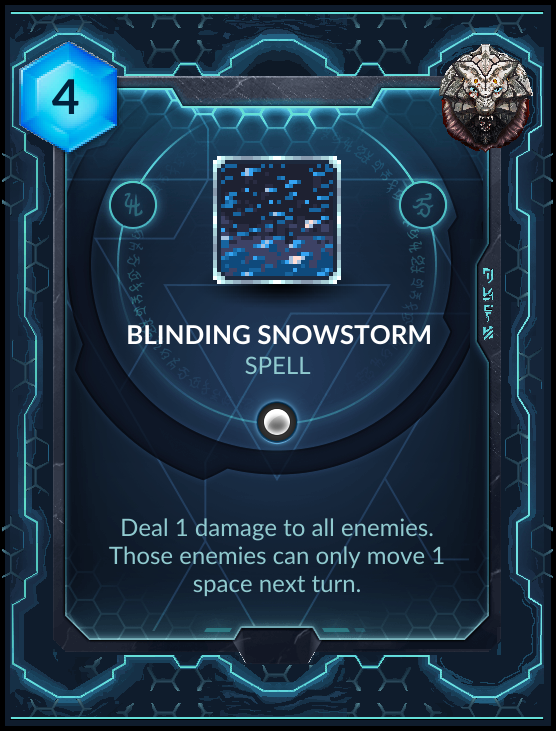 4
BLINDING SNOWSTORM
SPELL
Deal 1 damage to all enemies.
Those enemies can only move 1
space next turn.